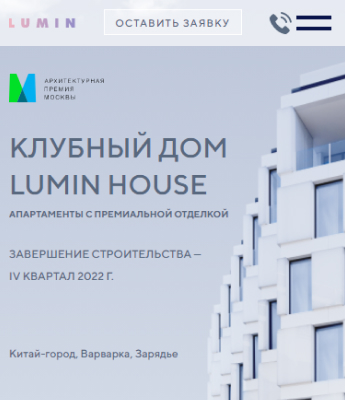 LUMIN
ОСТАВИТЬ ЗАЯВКУ
АРХИТЕКТУРНАЯ
ПРЕМИЯ
МОСКВЫ
КЛУБНЫЙ ДОМ
LUMIN HOUSE
АПАРТАМЕНТЫ С ПРЕМИАЛЬНОЙ ОТДЕЛКОЙ
ЗАВЕРШЕНИЕ СТРОИТЕЛЬСТВА –
IV КВАРТАЛ 2022 Г.
Китай-город, Варварка, Зарядье